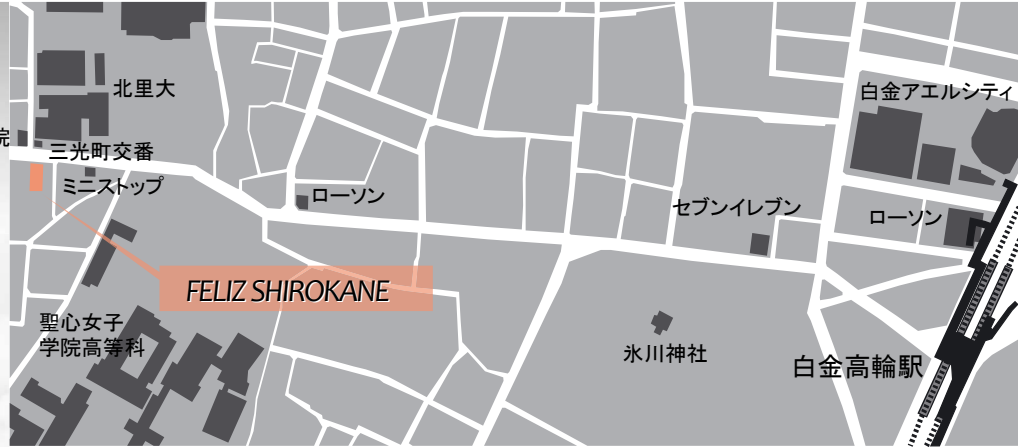 北里大
白金アエルシティ
院
三光町交番
ミニストップ
ローソン
セブンイレブン
ローソン
FELIZ SHIROKANE
聖心女子
学院高等科
氷川神社
白金高輪駅